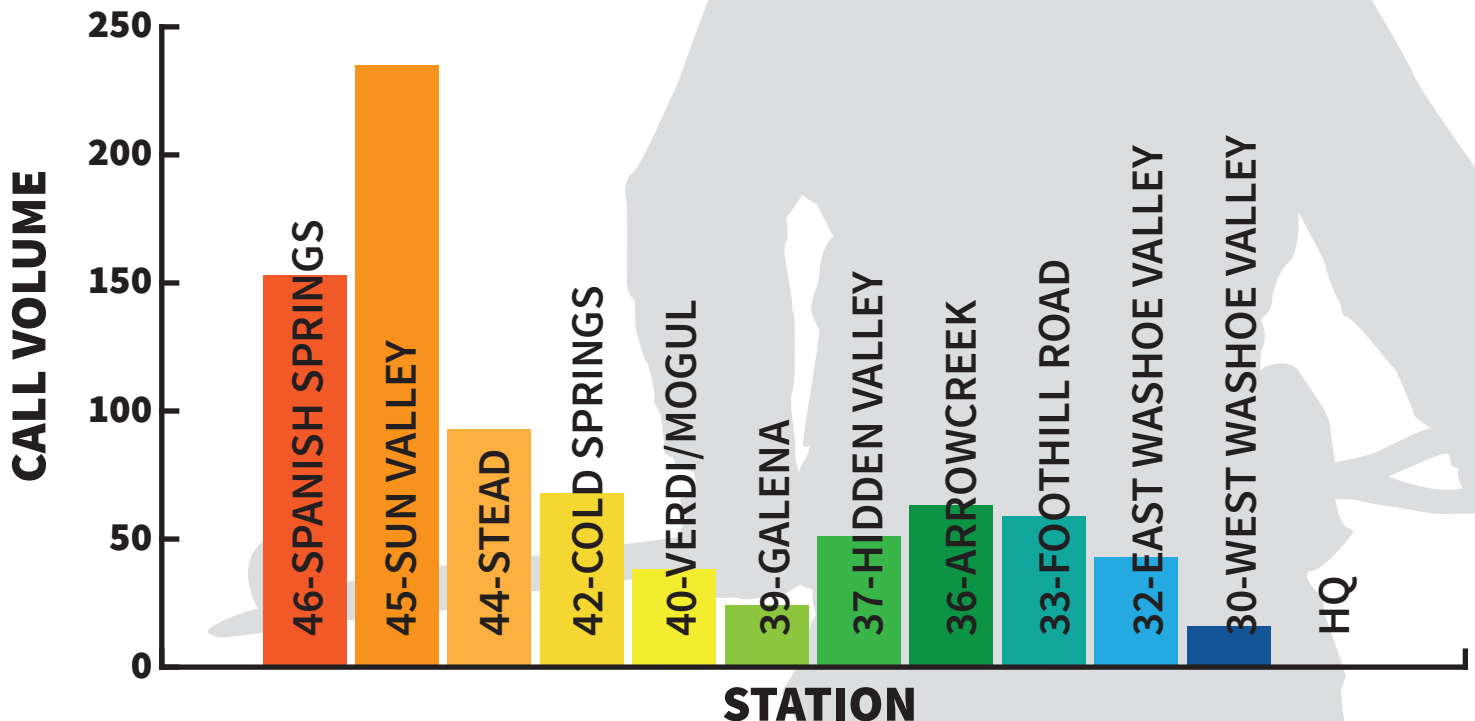 250
200
150
100
50
0
CALL VOLUME
46-SPANISH SPRINGS
45-SUN VALLEY
44-STEAD
42-COLD SPRINGS
40-VERDI/MOGUL
39-GALENA
37-HIDDEN VALLEY
36-ARROWCREEK
33-FOOTHILL ROAD
32-EAST WASHOE VALLEY
30-WEST WASHOE VALLEY
HQ
STATION